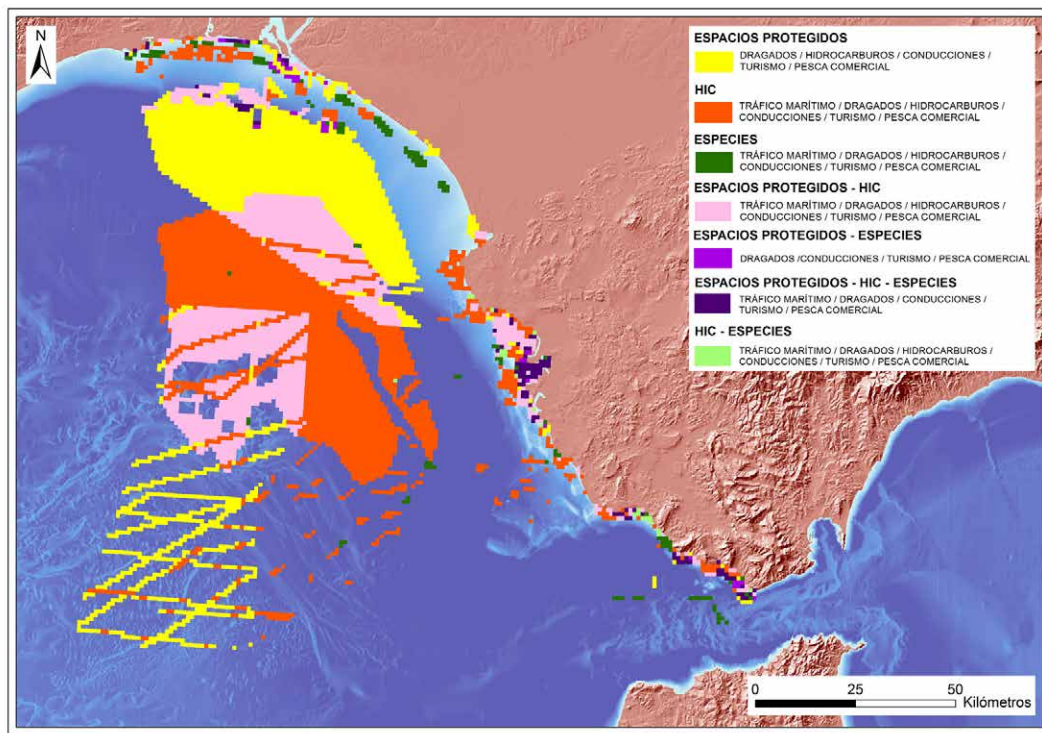 N
ESPACIOS PROTEGIDOS
DRAGADOS / HIDROCARBUROS / CONDUCCIONES /
TURISMO / PESCA COMERCIAL
HIC
TRÁFICO MARÍTIMO / DRAGADOS / HIDROCARBUROS /
CONDUCCIONES / TURISMO / PESCA COMERCIAL
ESPECIES
TRÁFICO MARÍTIMO / DRAGADOS / HIDROCARBUROS /
CONDUCCIONES / TURISMO / PESCA COMERCIAL
ESPACIOS PROTEGIDOS - HIC
TRÁFICO MARÍTIMO / DRAGADOS / HIDROCARBUROS /
CONDUCCIONES / TURISMO / PESCA COMERCIAL
ESPACIOS PROTEGIDOS - ESPECIES
DRAGADOS /CONDUCCIONES / TURISMO / PESCA COMERCIAL
ESPACIOS PROTEGIDOS - HIC - ESPECIES
TRÁFICO MARÍTIMO / DRAGADOS / CONDUCCIONES /
TURISMO / PESCA COMERCIAL
HIC - ESPECIES
TRÁFICO MARÍTIMO / DRAGADOS / HIDROCARBUROS /
CONDUCCIONES / TURISMO / PESCA COMERCIAL
0 25 50
Kilómetros